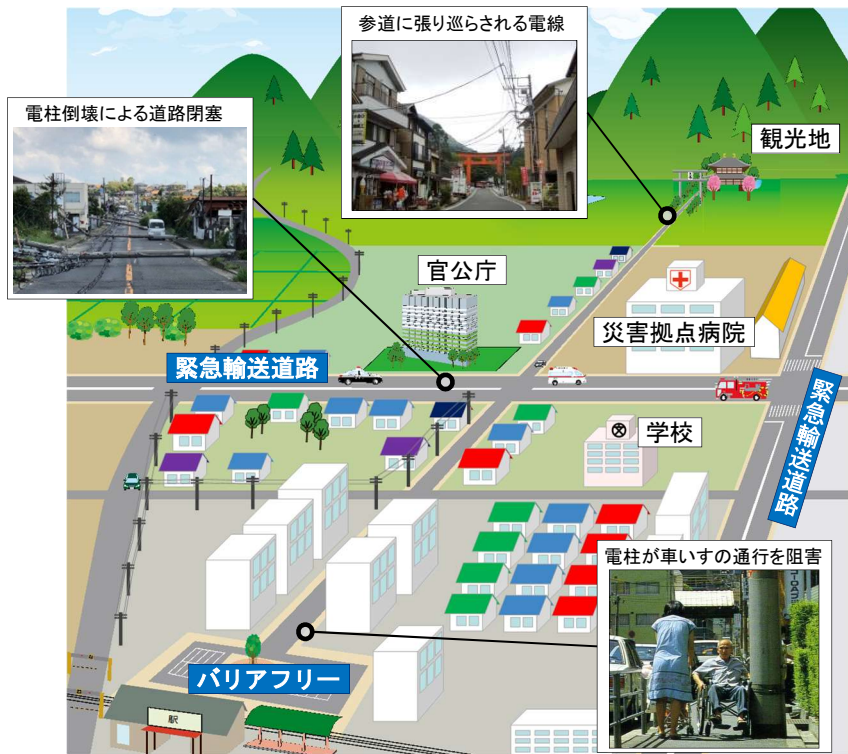 参道に張り巡らされる電線
電柱倒壊による道路閉塞
観光地
官公庁
災害拠点病院
緊急輸送道路
緊急輸送道路
文
学校
電柱が車いすの通行を阻害
バリアフリー
駅